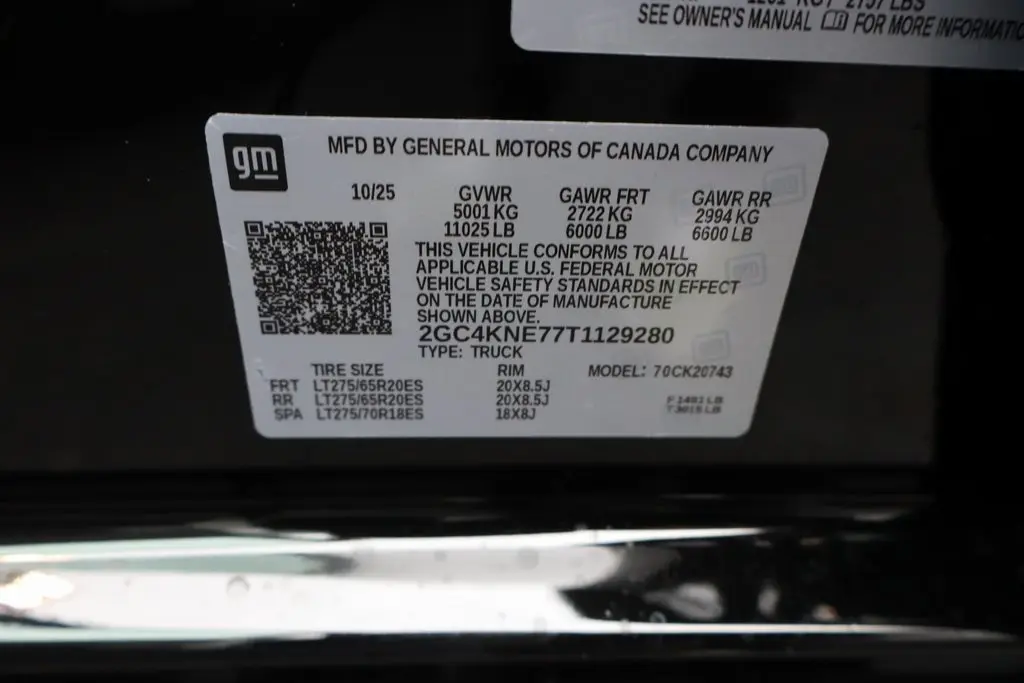 2757 LBS
SEE OWNER'S MANUAL FOR MORE INFORMATIO
gm
MFD BY GENERAL MOTORS OF CANADA COMPANY
10/25 GVWR GAWR FRT GAWR RR
5001 KG 2722 KG 2994 KG
11025 LB 6000 LB 6600 LB
THIS VEHICLE CONFORMS TO ALL
APPLICABLE U.S. FEDERAL MOTOR
VEHICLE SAFETY STANDARDS IN EFFECT
ON THE DATE OF MANUFACTURE
SHOWN ABOVE.
2GC4KNE77T1129280
TYPE: TRUCK
TIRE SIZE RIM MODEL: 70CK20743
FRT LT275/65R20ES 20X8.5J
RR LT275/65R20ES 20X8.5J
SPA LT275/70R18ES 18X8J